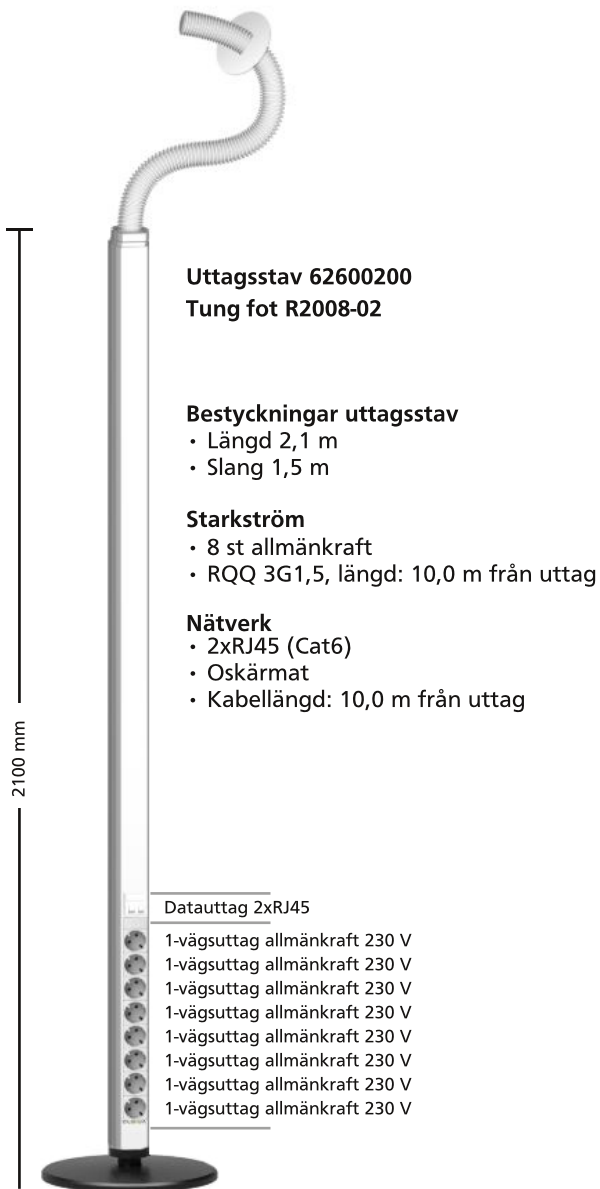 Uttagsstav 62600200
Tung fot R2008-02
Bestyckningar uttagsstav
• Längd 2,1 m
• Slang 1,5 m
Starkström
• 8 st allmänkraft
• RQQ 3G1,5, längd: 10,0 m från uttag
Nätverk
• 2xRJ45 (Cat6)
• Oskärmat
• Kabellängd: 10,0 m från uttag
2100 mm
Datauttag 2xRJ45
1-vägsuttag allmänkraft 230 V
1-vägsuttag allmänkraft 230 V
1-vägsuttag allmänkraft 230 V
1-vägsuttag allmänkraft 230 V
1-vägsuttag allmänkraft 230 V
1-vägsuttag allmänkraft 230 V
1-vägsuttag allmänkraft 230 V
1-vägsuttag allmänkraft 230 V